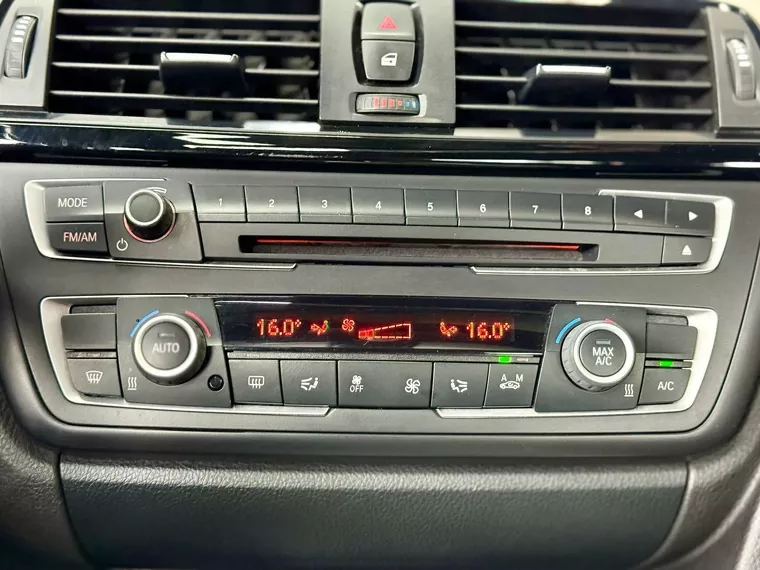 MODE 1 2 3 4 5 6 7 8
FM/AM
16.0° 16.0°
AUTO MAX A/C
OFF A M A/C